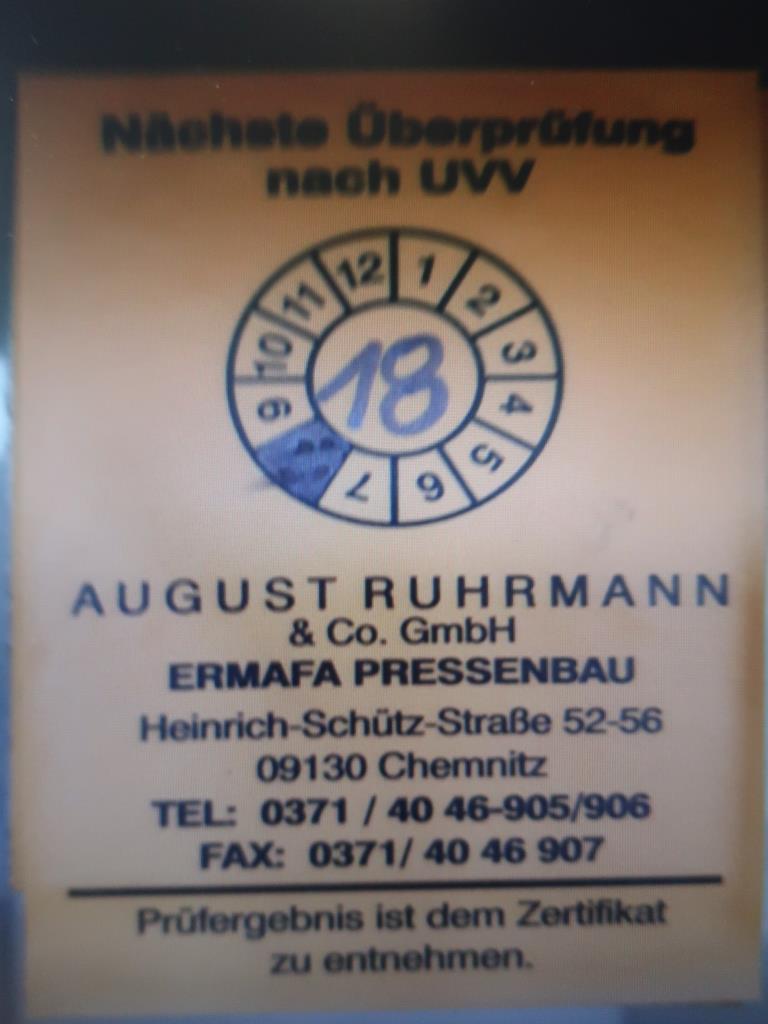 Nächste Überprüfung
nach UVV
12 1 2 3 4 5 6 7 9 10 11
18
AUGUST RUHRMANN
& Co. GmbH
ERMAFA PRESSENBAU
Heinrich-Schütz-Straße 52-56
09130 Chemnitz
TEL: 0371 / 40 46-905/906
FAX: 0371/ 40 46 907
Prüfergebnis ist dem Zertifikat
zu entnehmen.